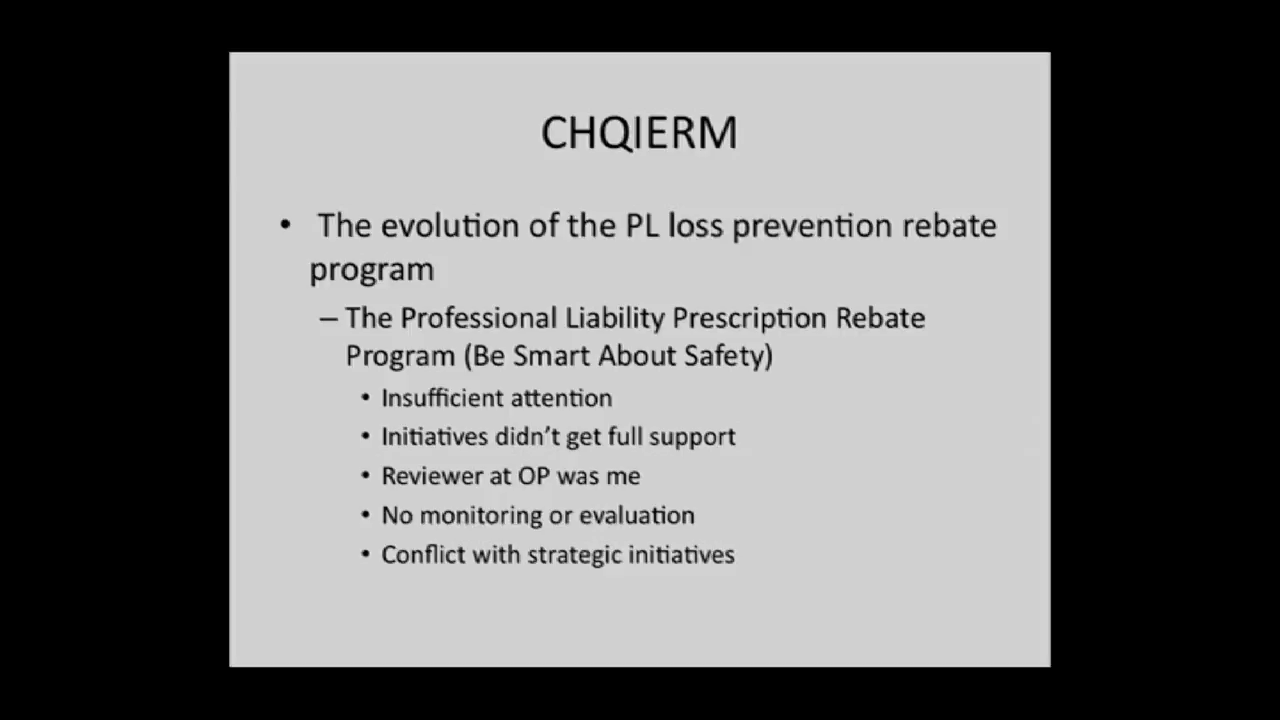 CHQIERM
• The evolution of the PL loss prevention rebate
program
– The Professional Liability Prescription Rebate
Program (Be Smart About Safety)
• Insufficient attention
• Initiatives didn’t get full support
• Reviewer at OP was me
• No monitoring or evaluation
• Conflict with strategic initiatives